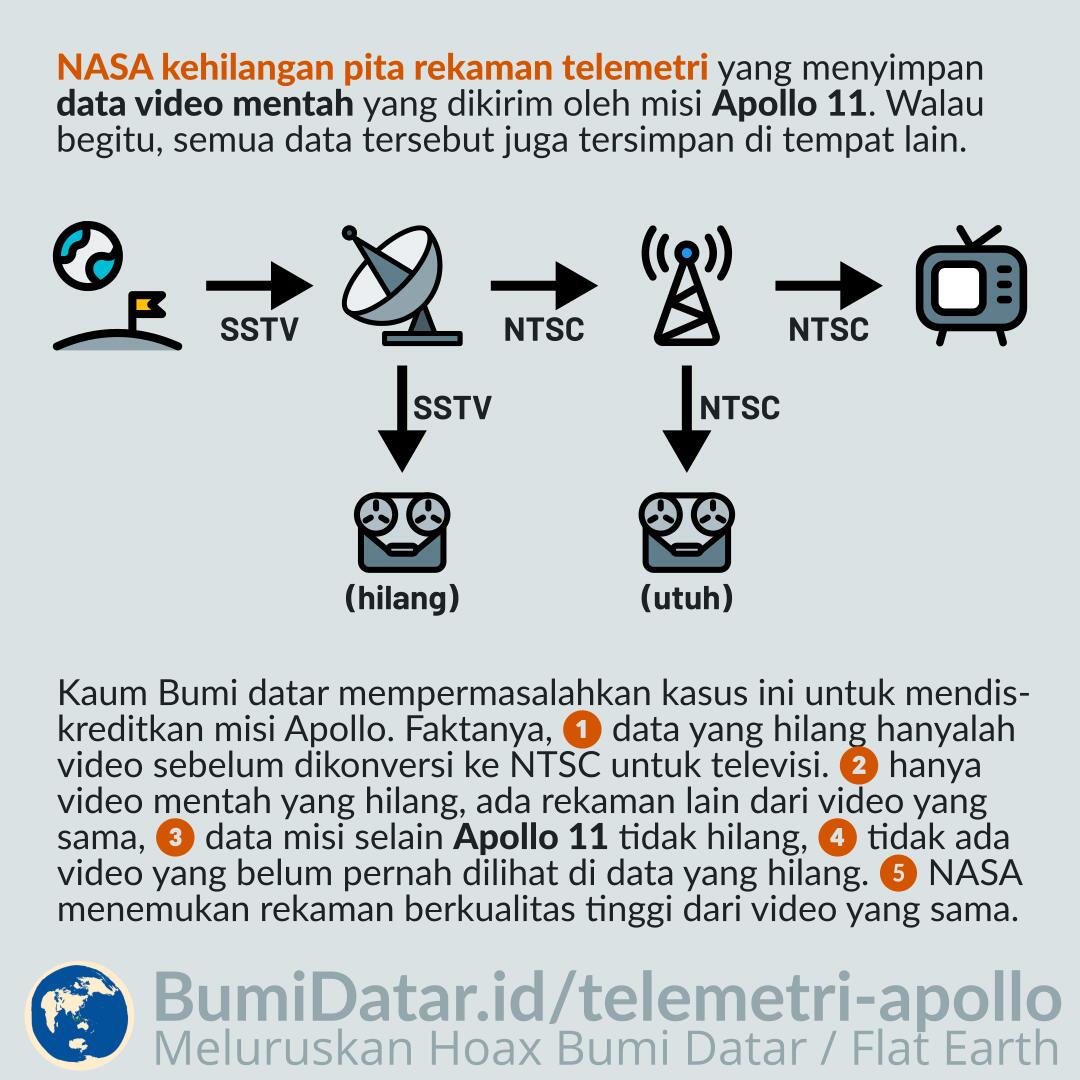 NASA kehilangan pita rekaman telemetri yang menyimpan
data video mentah yang dikirim oleh misi Apollo 11. Walau
begitu, semua data tersebut juga tersimpan di tempat lain.
SSTV
NTSC
NTSC
SSTV
NTSC
(hilang)
(utuh)
Kaum Bumi datar mempermasalahkan kasus ini untuk mendis-
kreditkan misi Apollo. Faktanya, 1 data yang hilang hanyalah
video sebelum dikonversi ke NTSC untuk televisi. 2 hanya
video mentah yang hilang, ada rekaman lain dari video yang
sama, 3 data misi selain Apollo 11 tidak hilang, 4 tidak ada
video yang belum pernah dilihat di data yang hilang. 5 NASA
menemukan rekaman berkualitas tinggi dari video yang sama.
BumiDatar.id/telemetri-apollo
Meluruskan Hoax Bumi Datar / Flat Earth